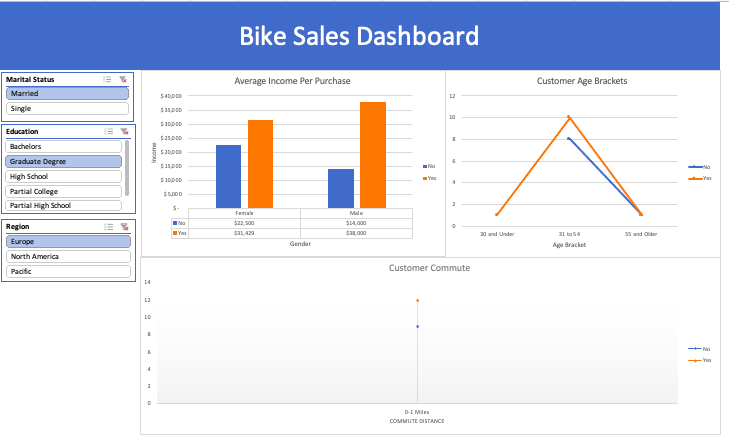 Bike Sales Dashboard
Marital Status
Married
Single
Education
Bachelors
Graduate Degree
High School
Partial College
Partial High School
Region
Europe
North America
Pacific
Average Income Per Purchase
$40,000
$35,000
$30,000
$25,000
$20,000
$15,000
$10,000
$5,000
$-
Income
Female Male
No $22,500 $14,000
Yes $31,429 $38,000
Gender
No
Yes
Customer Age Brackets
12
10
8
6
4
2
0
30 and Under 31 to 54 55 and Older
Age Bracket
No
Yes
Customer Commute
14
12
10
8
6
4
2
0
0-1 Miles
COMMUTE DISTANCE
No
Yes